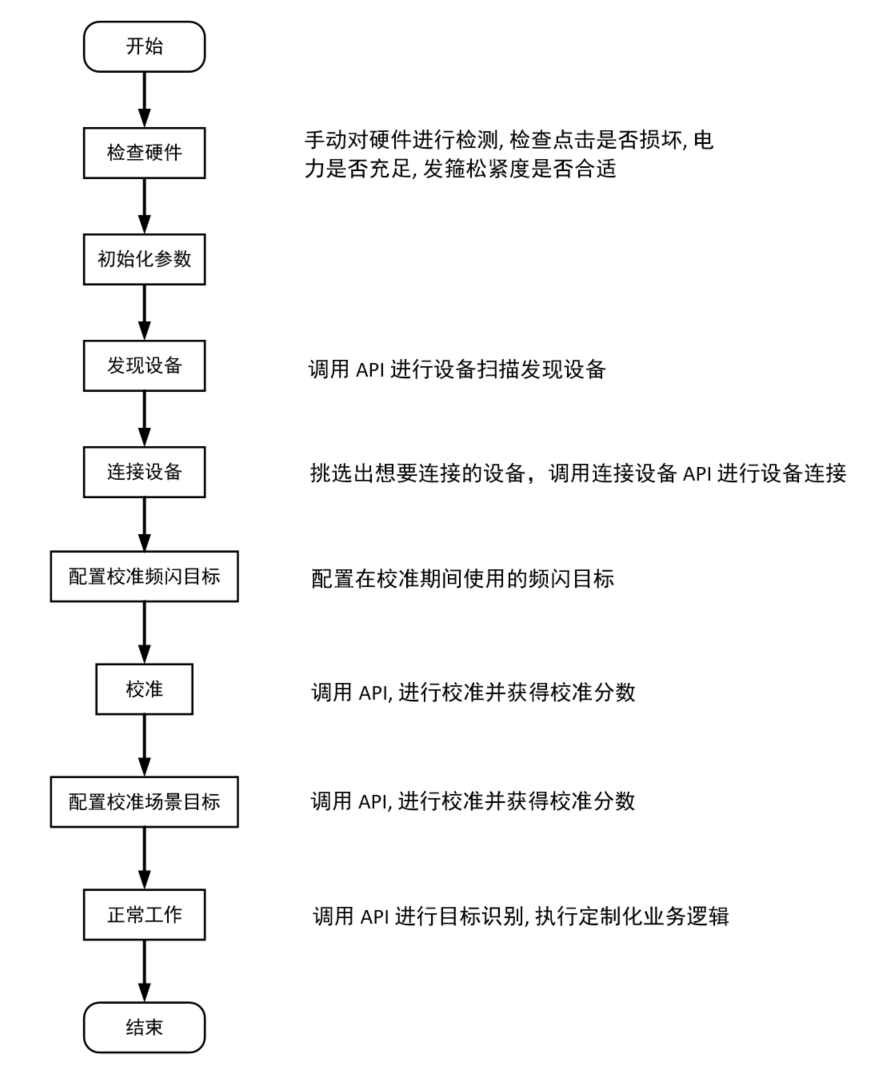 开始
检查硬件
手动对硬件进行检测, 检查点击是否损坏, 电
力是否充足, 发箍松紧度是否合适
初始化参数
发现设备
调用 API 进行设备扫描发现设备
连接设备
挑选出想要连接的设备，调用连接设备 API 进行设备连接
配置校准频闪目标
配置在校准期间使用的频闪目标
校准
调用 API, 进行校准并获得校准分数
配置校准场景目标
调用 API, 进行校准并获得校准分数
正常工作
调用 API 进行目标识别, 执行定制化业务逻辑
结束